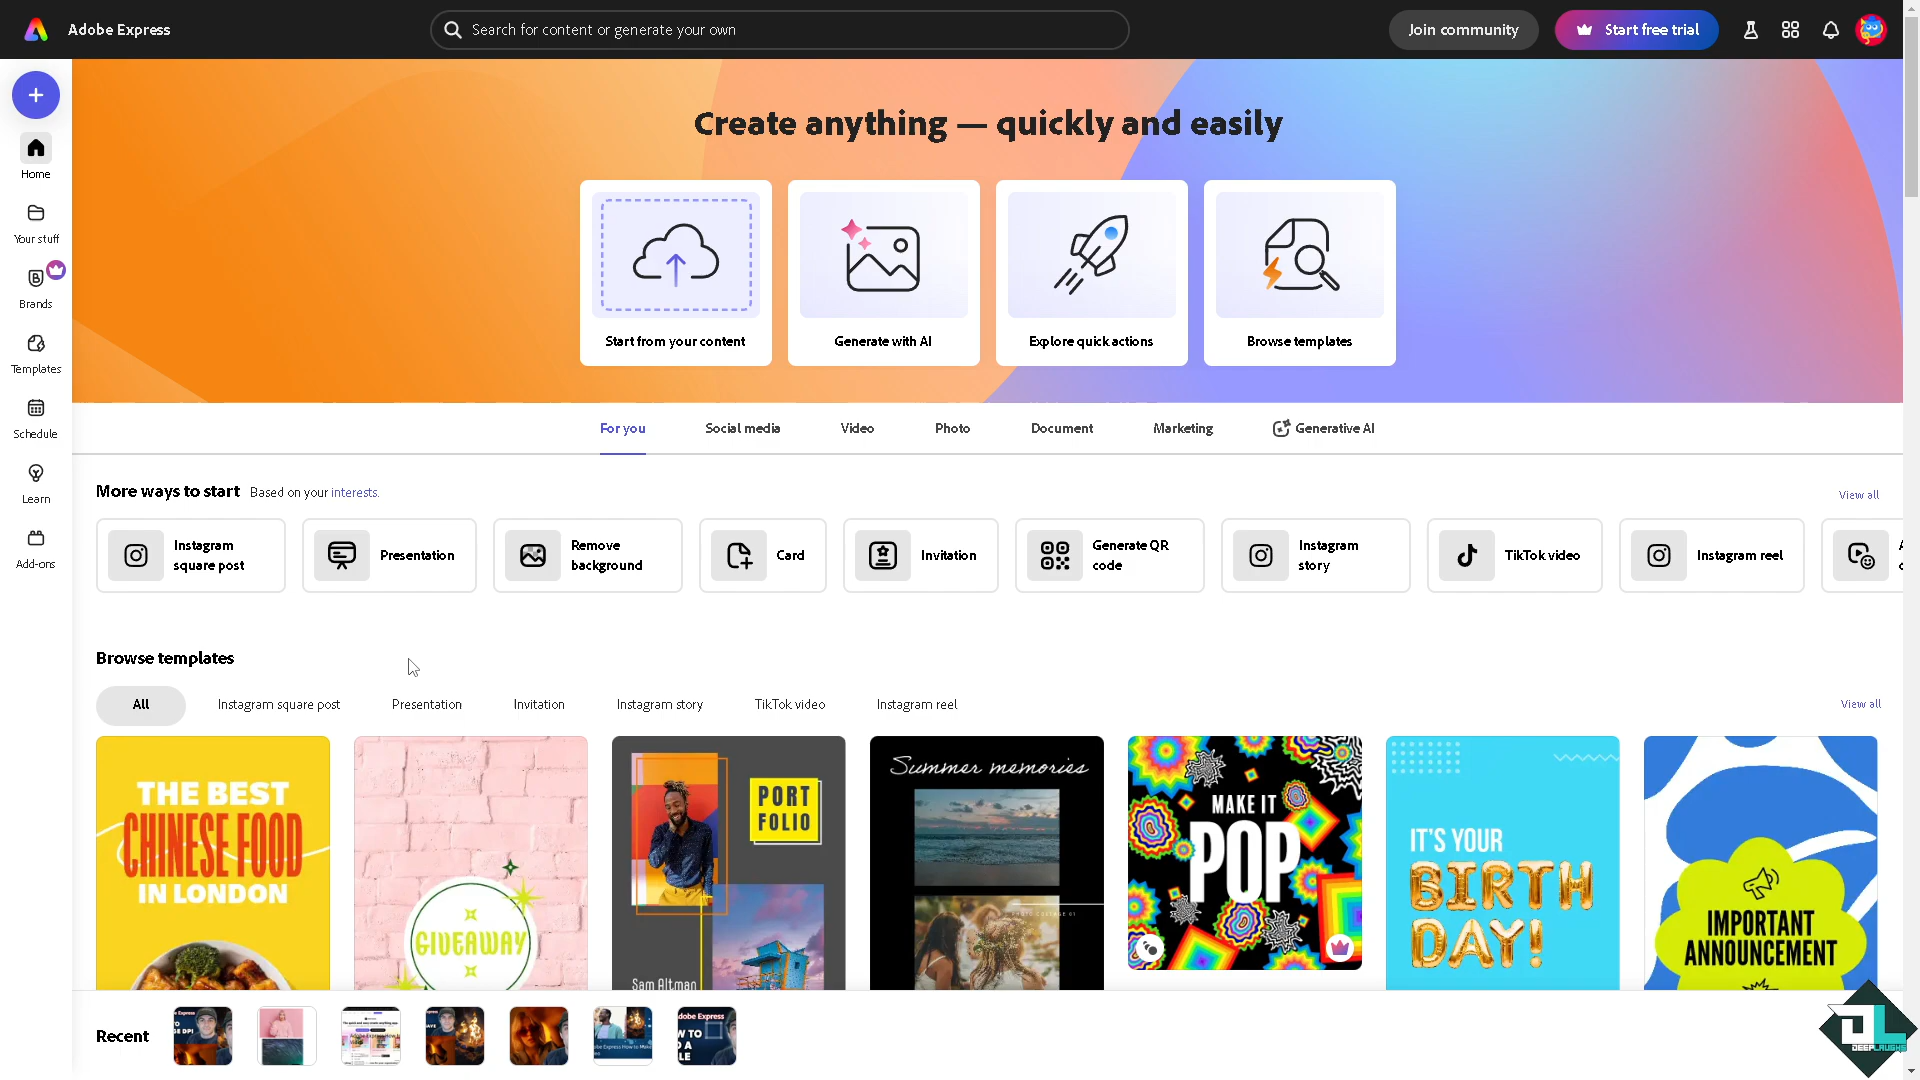 Adobe Express
Search for content or generate your own
Join community
Start free trial
Home
Your stuff
Brands
Templates
Schedule
Learn
Add-ons
Create anything — quickly and easily
Start from your content
Generate with AI
Explore quick actions
Browse templates
For you
Social media
Video
Photo
Document
Marketing
Generative AI
More ways to start
Based on your interests.
View all
Instagram
square post
Presentation
Remove
background
Card
Invitation
Generate QR
code
Instagram
story
TikTok video
Instagram reel
Browse templates
All
Instagram square post
Presentation
Invitation
Instagram story
TikTok video
Instagram reel
View all
THE BEST
CHINESE FOOD
IN LONDON
GIVEAWAY
PORT
FOLIO
Sam Altman
Summer memories
PHOTO COLLAGE 01
MAKE IT
POP
IT'S YOUR
BIRTH
DAY!
IMPORTANT
ANNOUNCEMENT
Recent
DEEPLAUGHS